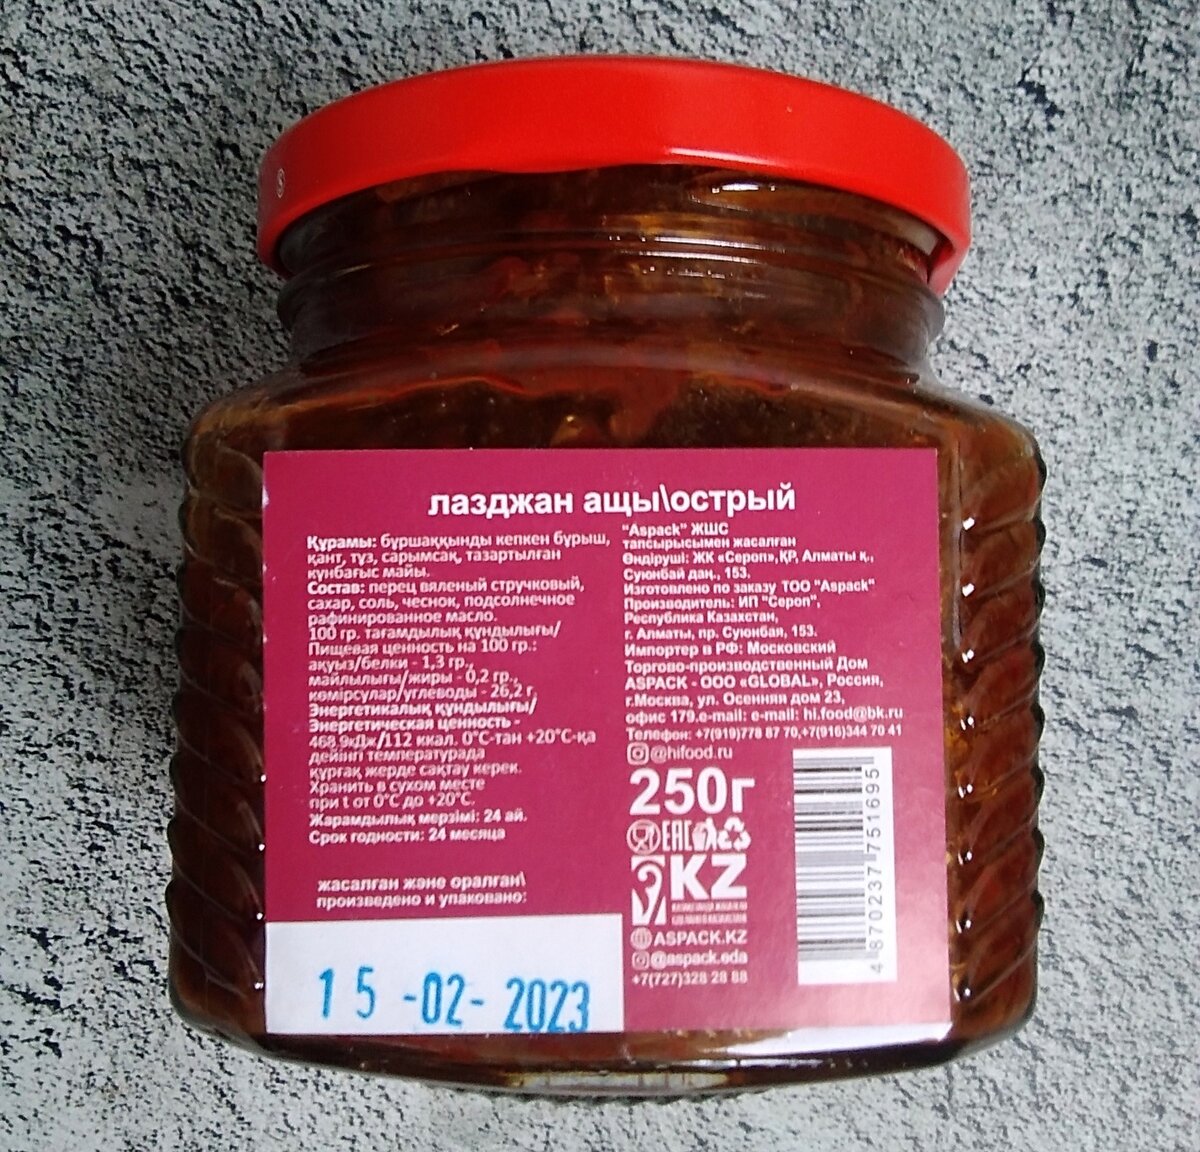 лазджан ащы\острый
Құрамы: бұршаққынды кепкен бұрыш,
қант, тұз, сарымсақ, тазартылған
күнбағыс майы.
Состав: перец вяленый стручковый,
сахар, соль, чеснок, подсолнечное
рафинированное масло.
100 гр. тағамдылық құндылығы/
Пищевая ценность на 100 гр.:
ақуыз/белки - 1,3 гр.,
майлылығы/жиры - 0,2 гр.,
көмірсулар/углеводы - 26,2 г,
Энергетикалық құндылығы/
Энергетическая ценность -
468,9кДж/112 ккал. 0°С-тан +20°С-қа
дейінгі температурада
құрғақ жерде сақтау керек.
Хранить в сухом месте
при t от 0°С до +20°С.
Жарамдылық мерзімі: 24 ай.
Срок годности: 24 месяца
жасалған және оралған\
произведено и упаковано:
15 -02- 2023
"Aspack" ЖШС
тапсырысымен жасалған
Өндіруші: ЖК «Сероп»,ҚР, Алматы қ.,
Суюнбай даң., 153.
Изготовлено по заказу ТОО "Aspack"
Производитель: ИП "Сероп",
Республика Казахстан,
г. Алматы, пр. Суюнбая, 153.
Импортер в РФ: Московский
Торгово-производственный Дом
ASPACK - ООО «GLOBAL», Россия,
г.Москва, ул. Осенняя дом 23,
офис 179.e-mail: e-mail: hi.food@bk.ru
Телефон: +7(919)778 87 70,+7(916)344 70 41
@hifood.ru
250г
EAC
KZ
ASPACK.KZ
@aspack.eda
+7(727)328 28 88
4 870237 751695